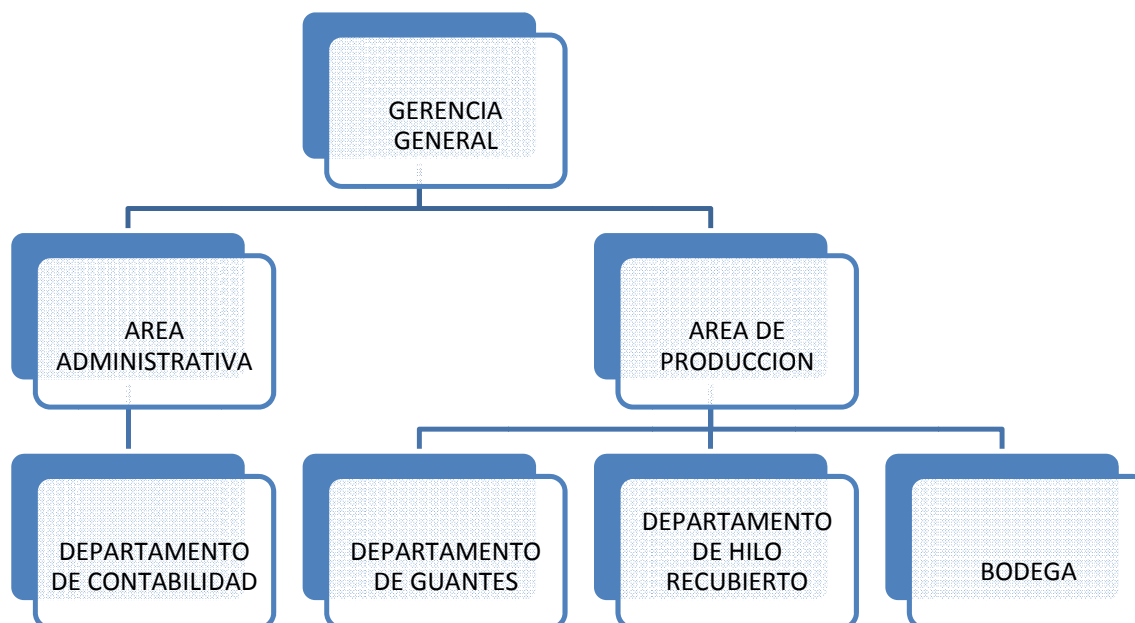 GERENCIA
GENERAL
AREA
ADMINISTRATIVA
AREA DE
PRODUCCION
DEPARTAMENTO
DE CONTABILIDAD
DEPARTAMENTO
DE GUANTES
DEPARTAMENTO
DE HILO
RECUBIERTO
BODEGA